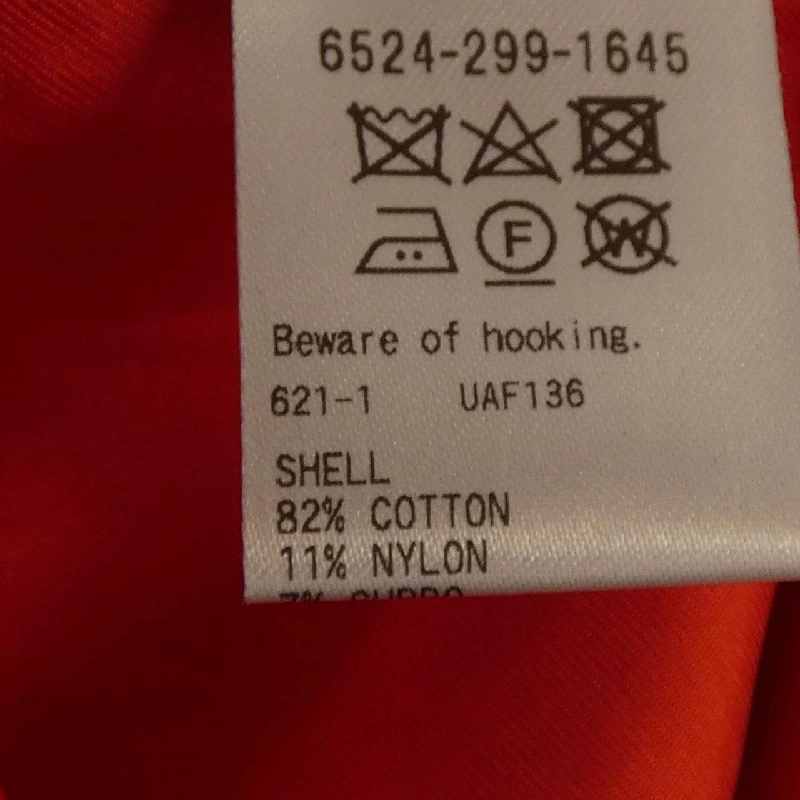 6524-299-1645
F W
Beware of hooking.
621-1 UAF136
SHELL
82% COTTON
11% NYLON